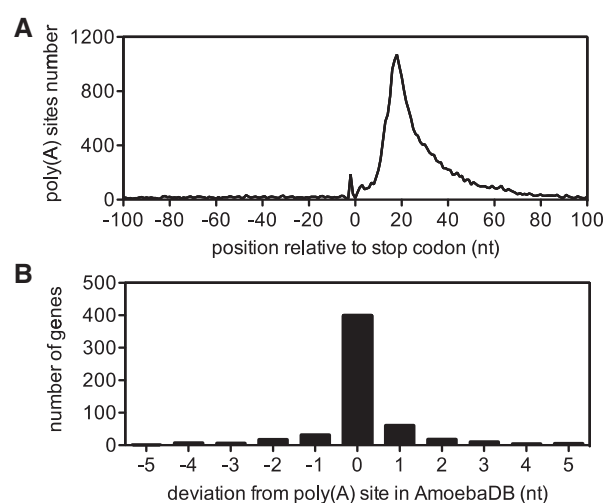 A
poly(A) sites number
1200
800
400
0
-100 -80 -60 -40 -20 0 20 40 60 80 100
position relative to stop codon (nt)
B
number of genes
500
400
300
200
100
0
-5 -4 -3 -2 -1 0 1 2 3 4 5
deviation from poly(A) site in AmoebaDB (nt)